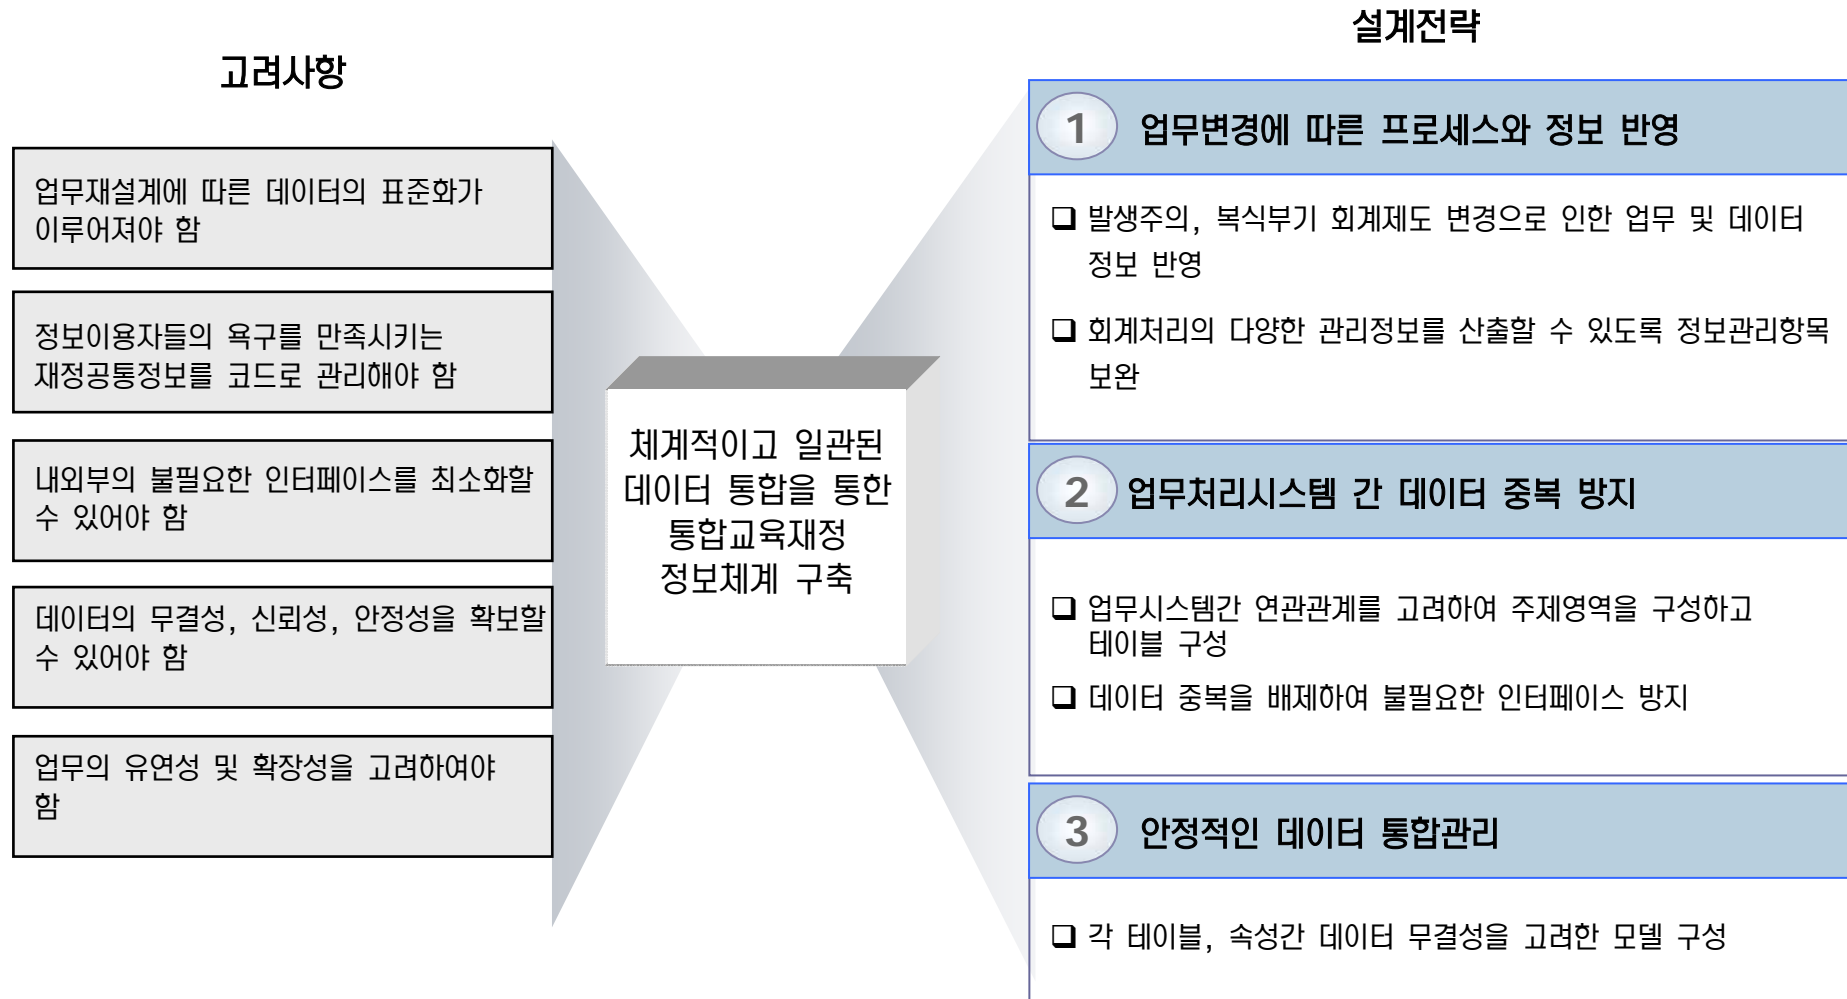 고려사항
업무재설계에 따른 데이터의 표준화가
이루어져야 함
정보이용자들의 욕구를 만족시키는
재정공통정보를 코드로 관리해야 함
내외부의 불필요한 인터페이스를 최소화할
수 있어야 함
데이터의 무결성, 신뢰성, 안정성을 확보할
수 있어야 함
업무의 유연성 및 확장성을 고려하여야
함
체계적이고 일관된
데이터 통합을 통한
통합교육재정
정보체계 구축
설계전략
1 업무변경에 따른 프로세스와 정보 반영
❑ 발생주의, 복식부기 회계제도 변경으로 인한 업무 및 데이터
정보 반영
❑ 회계처리의 다양한 관리정보를 산출할 수 있도록 정보관리항목
보완
2 업무처리시스템 간 데이터 중복 방지
❑ 업무시스템간 연관관계를 고려하여 주제영역을 구성하고
테이블 구성
❑ 데이터 중복을 배제하여 불필요한 인터페이스 방지
3 안정적인 데이터 통합관리
❑ 각 테이블, 속성간 데이터 무결성을 고려한 모델 구성